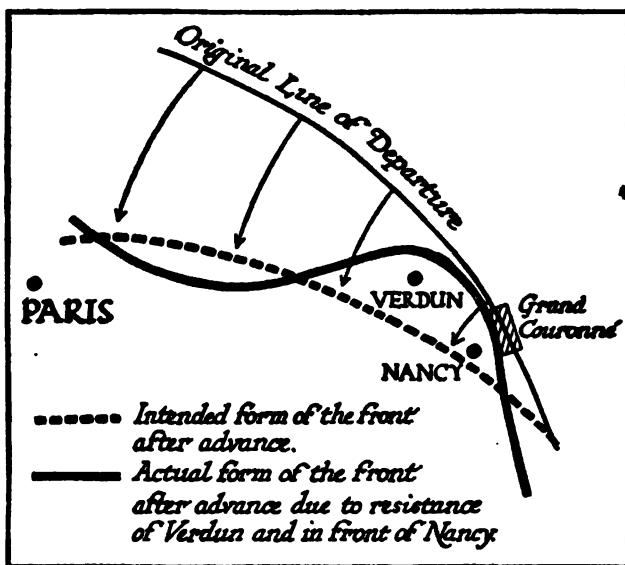 Original Line of Departure
PARIS
VERDUN
Grand
Couronné
NANCY
Intended form of the front
after advance.
Actual form of the front
after advance due to resistance
of Verdun and in front of Nancy.